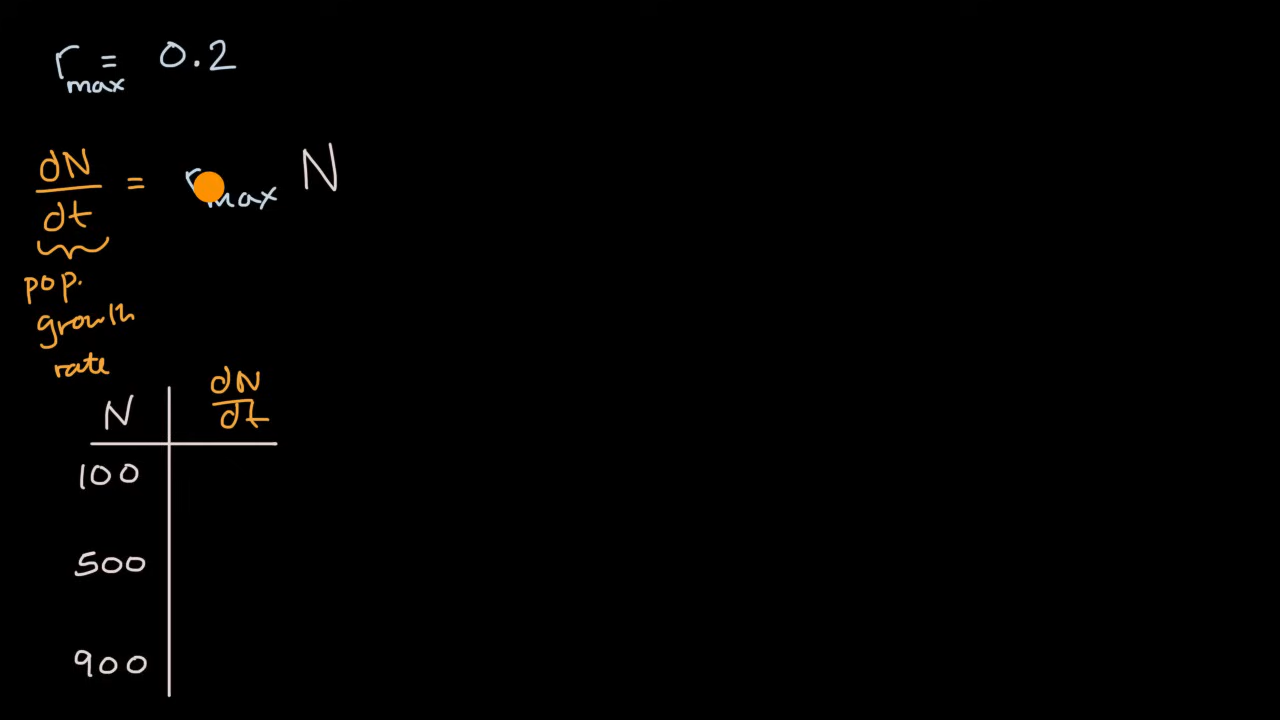 r_max = 0.2
dN/dt = r_max N
pop.
growth
rate
N | dN/dt
100
500
900